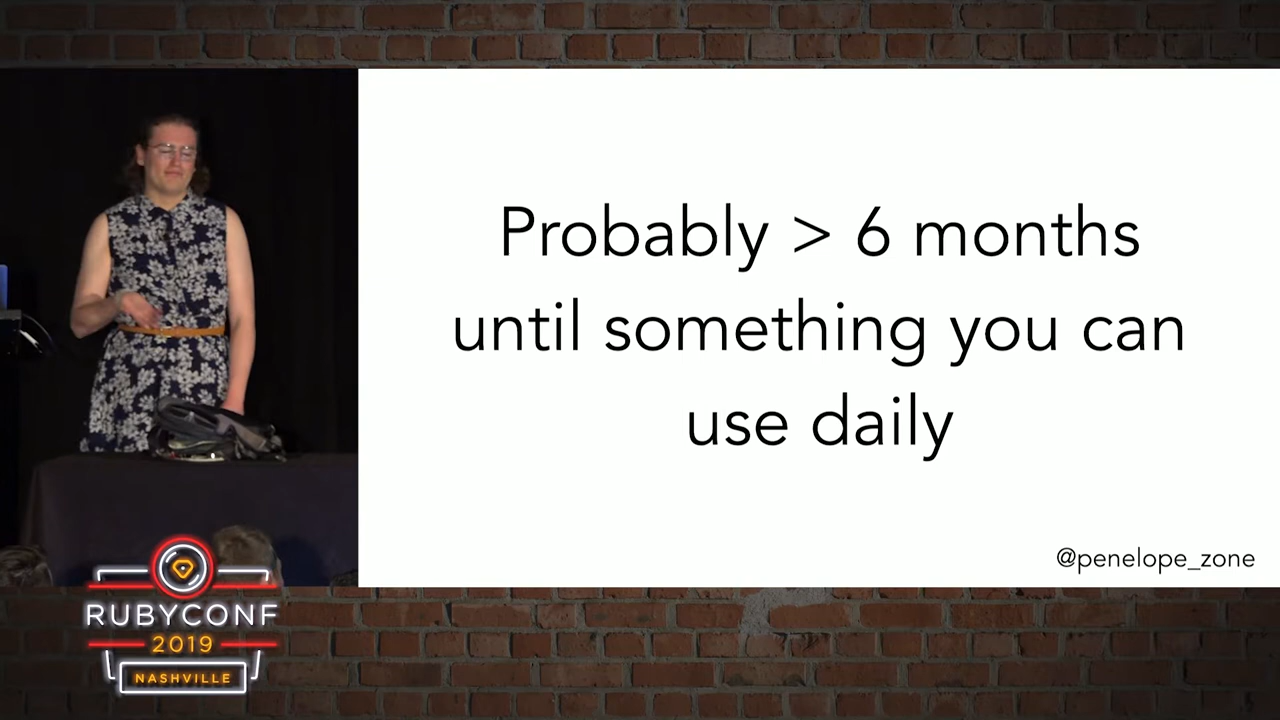 Probably > 6 months
until something you can
use daily
@penelope_zone
RUBYCONF
2019
NASHVILLE